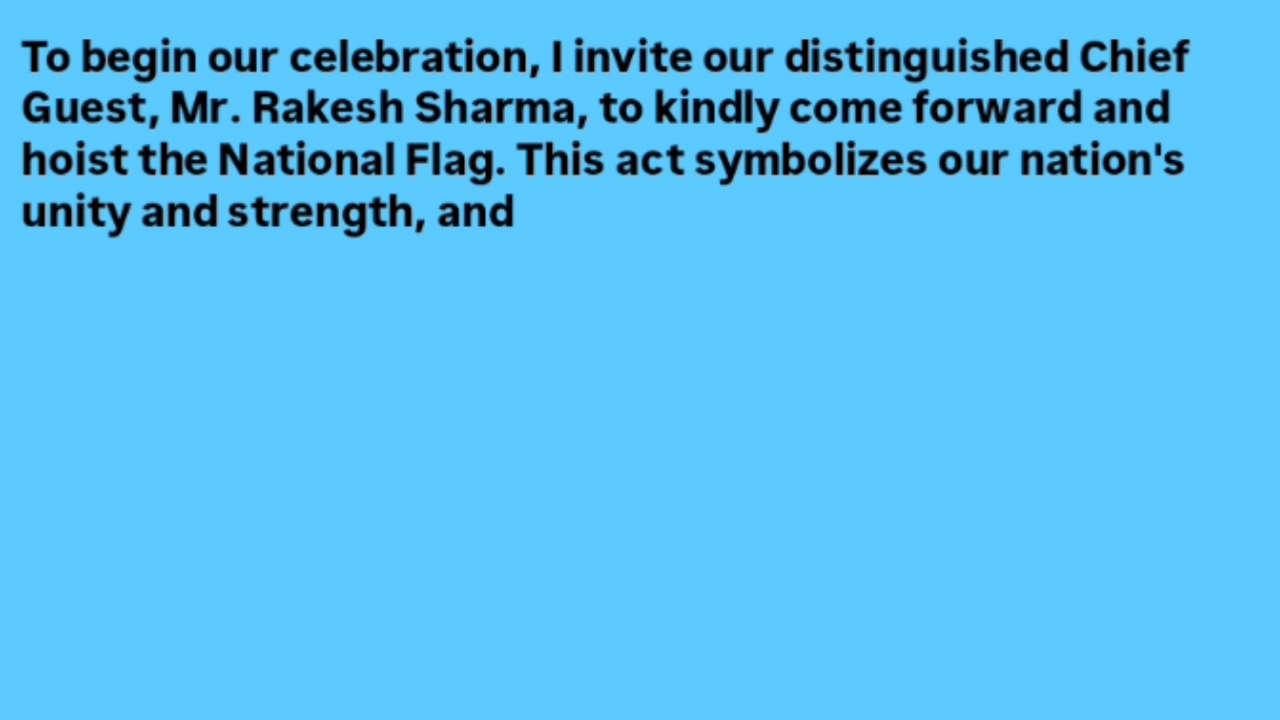 To begin our celebration, I invite our distinguished Chief
Guest, Mr. Rakesh Sharma, to kindly come forward and
hoist the National Flag. This act symbolizes our nation's
unity and strength, and